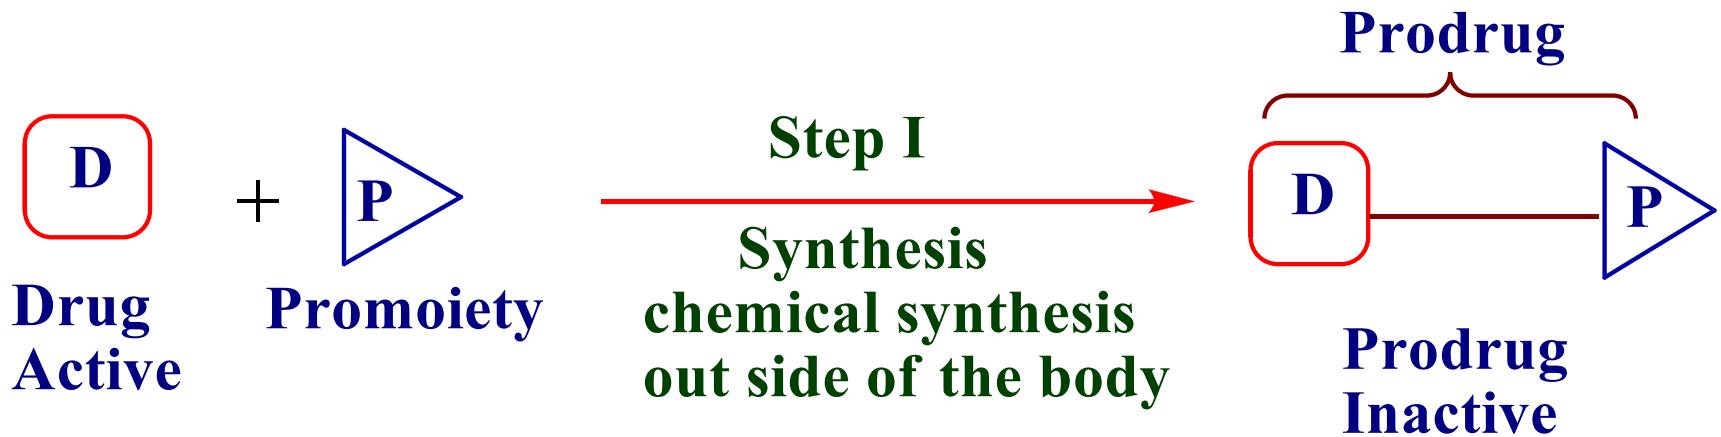 Prodrug
D
P
Step I
D
P
Synthesis
chemical synthesis
out side of the body
Drug
Active
Promoiety
Prodrug
Inactive